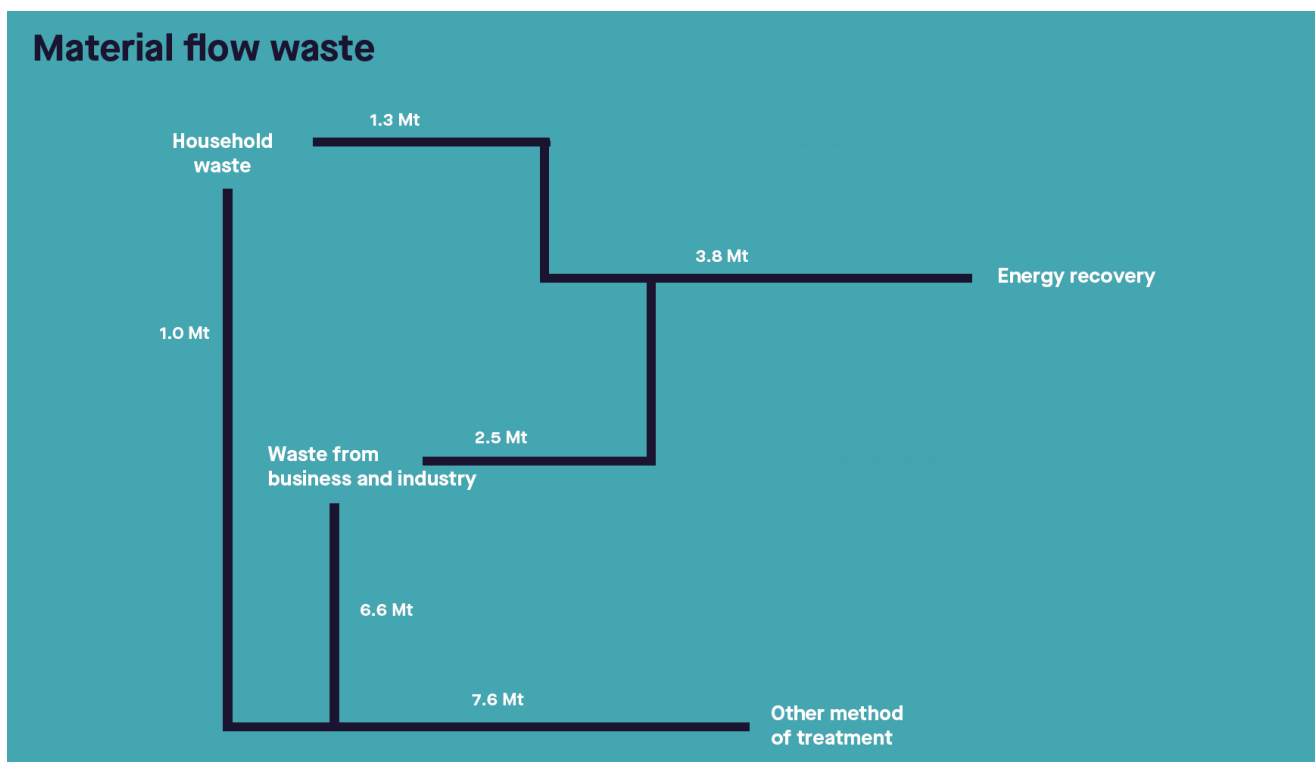 Material flow waste
1.3 Mt
Household
waste
3.8 Mt
Energy recovery
1.0 Mt
2.5 Mt
Waste from
business and industry
6.6 Mt
7.6 Mt
Other method
of treatment